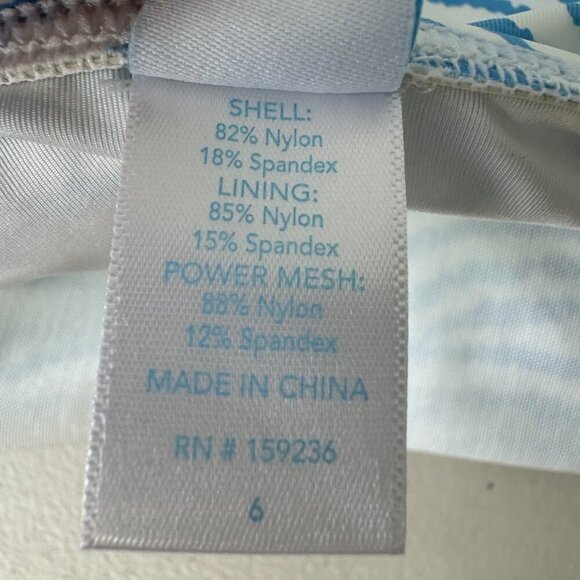 SHELL:
82% Nylon
18% Spandex
LINING:
85% Nylon
15% Spandex
POWER MESH:
88% Nylon
12% Spandex
MADE IN CHINA
RN # 159236
6